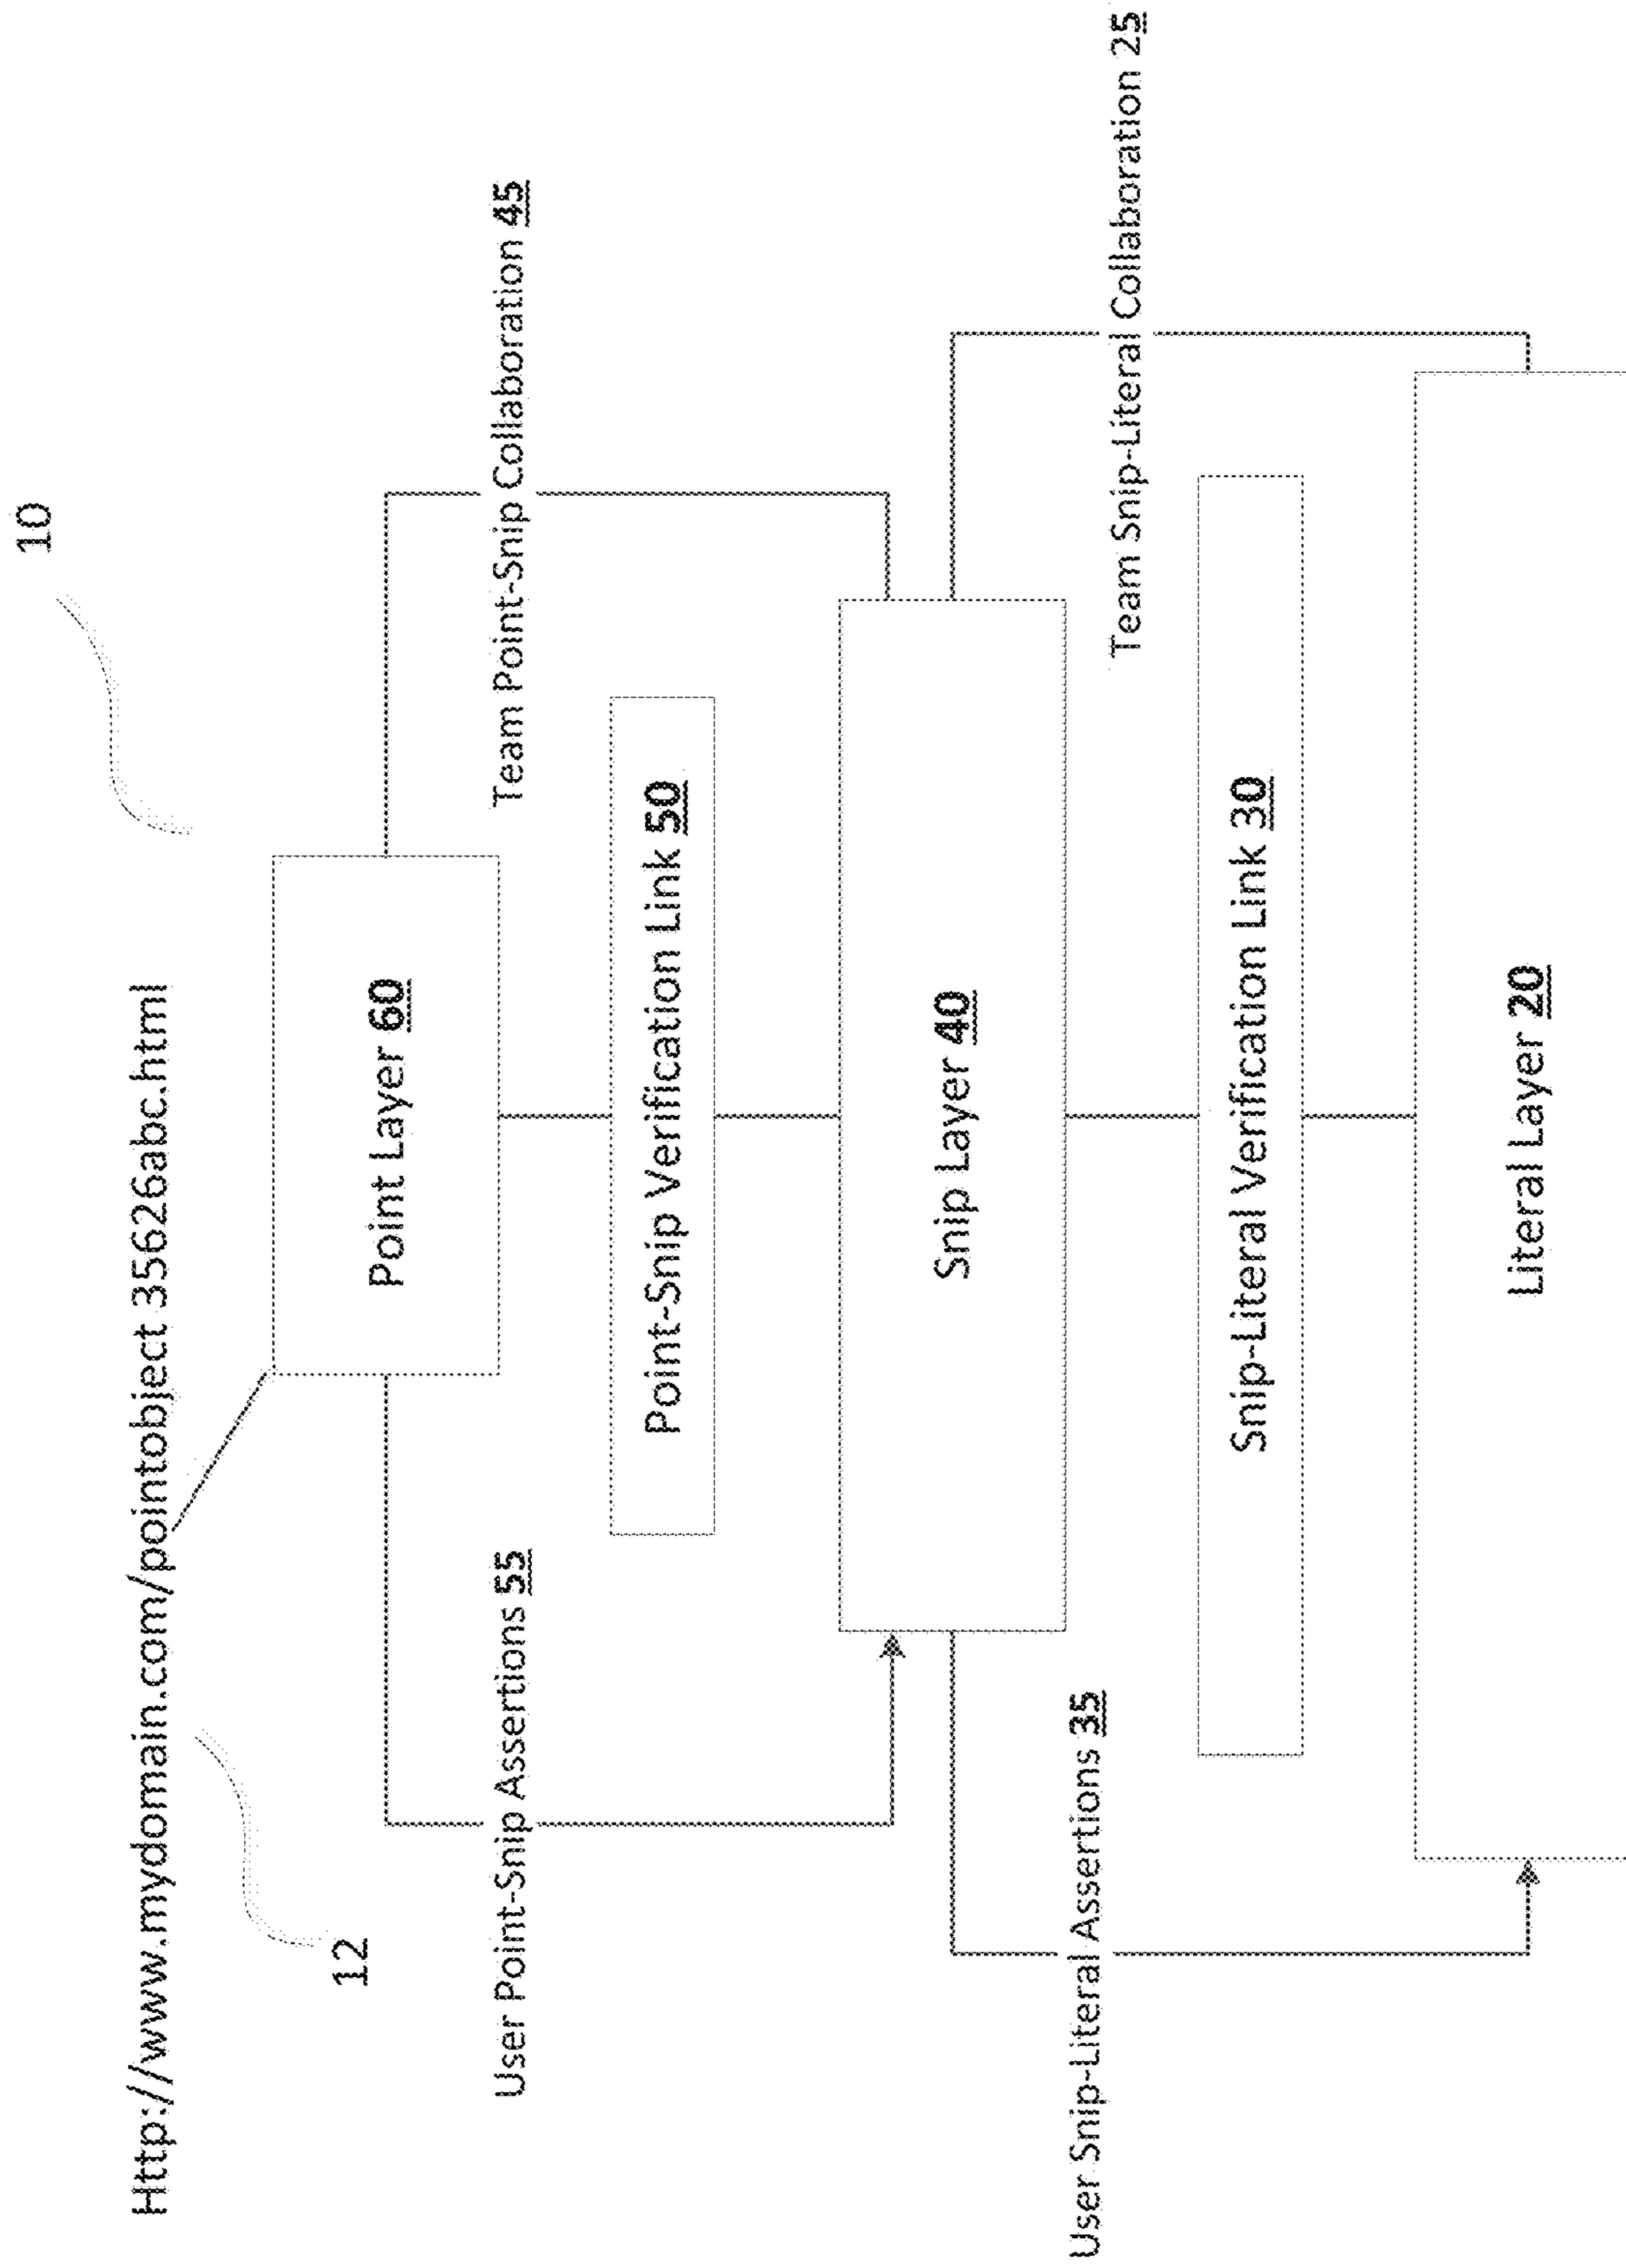 10
Http://www.mydomain.com/pointobject 35626abc.html
12
Point Layer 60
User Point-Snip Assertions 55
Team Point-Snip Collaboration 45
Point-Snip Verification Link 50
Snip Layer 40
User Snip-Literal Assertions 35
Team Snip-Literal Collaboration 25
Snip-Literal Verification Link 30
Literal Layer 20